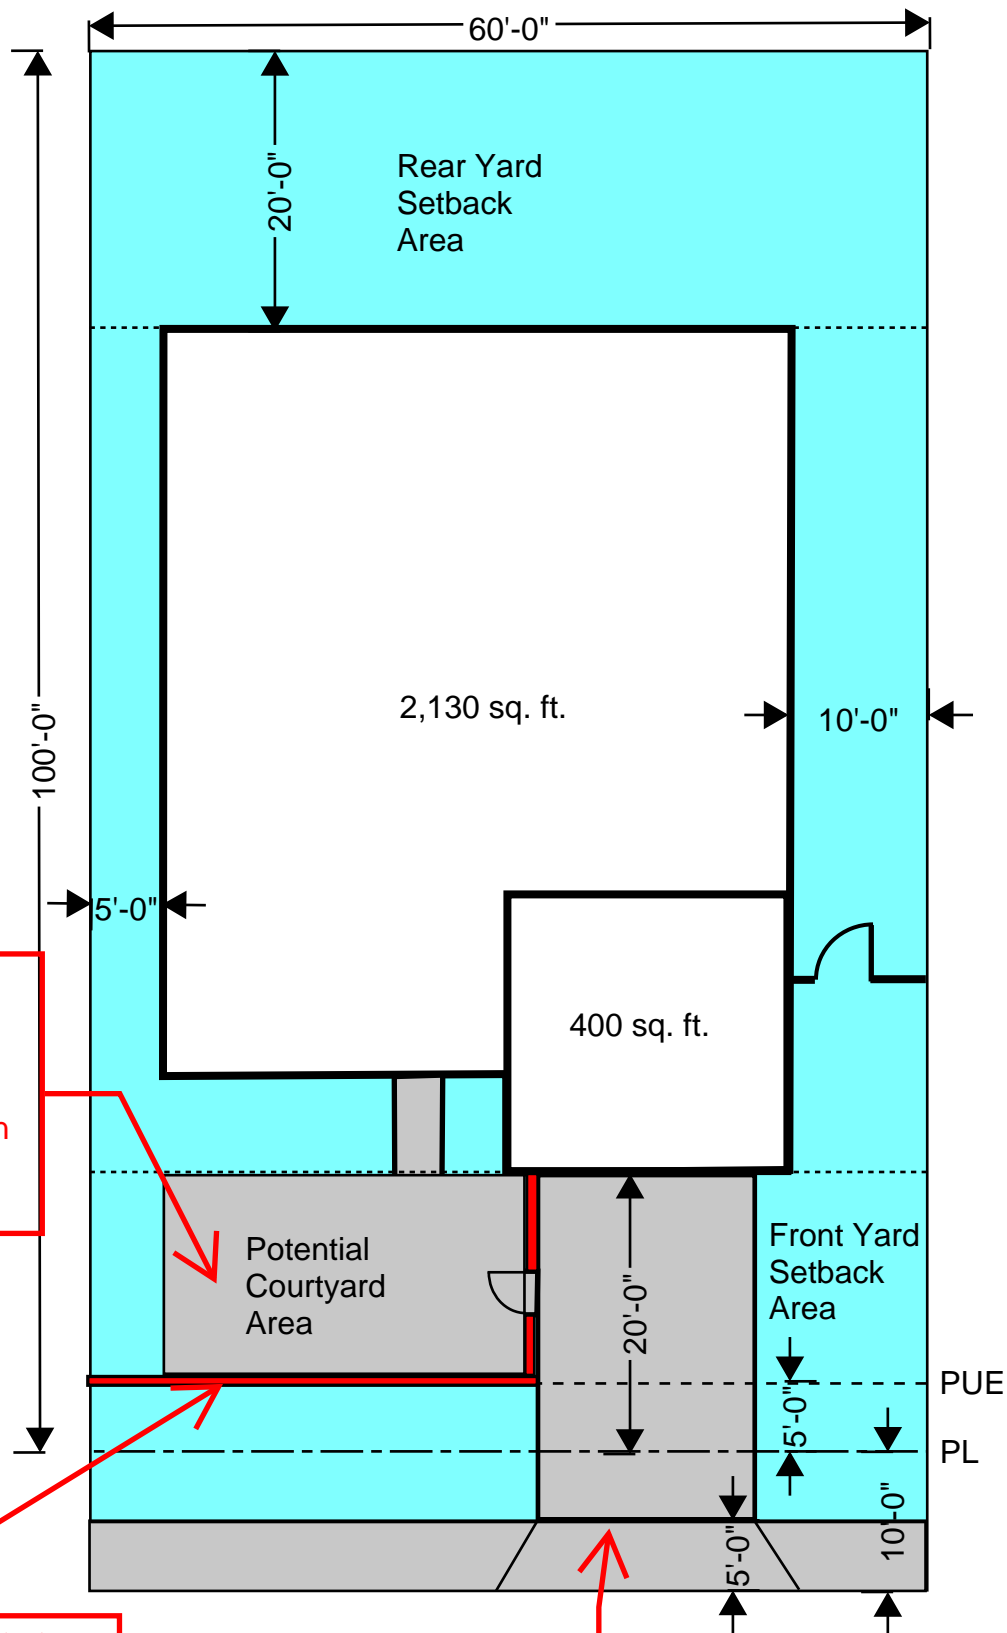 60'-0"
20'-0"
Rear Yard
Setback
Area
100'-0"
2,130 sq. ft.
10'-0"
5'-0"
400 sq. ft.
Potential
Courtyard
Area
20'-0"
Front Yard
Setback
Area
PUE
5'-0"
PL
10'-0"
5'-0"